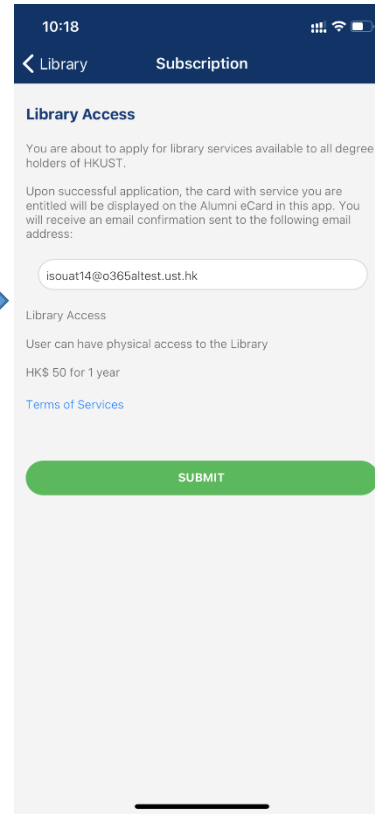 10:18
Library
Subscription
Library Access
You are about to apply for library services available to all degree
holders of HKUST.
Upon successful application, the card with service you are
entitled will be displayed on the Alumni eCard in this app. You
will receive an email confirmation sent to the following email
address:
isouat14@o365altest.ust.hk
Library Access
User can have physical access to the Library
HK$ 50 for 1 year
Terms of Services
SUBMIT